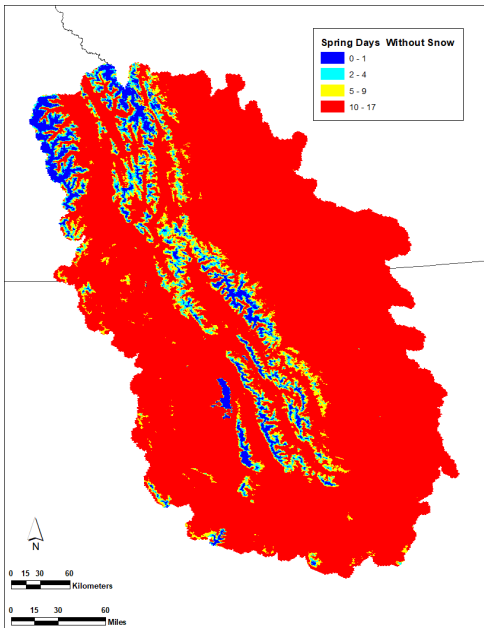 Spring Days Without Snow
0 - 1
2 - 4
5 - 9
10 - 17
N
0 15 30 60
Kilometers
0 15 30 60
Miles